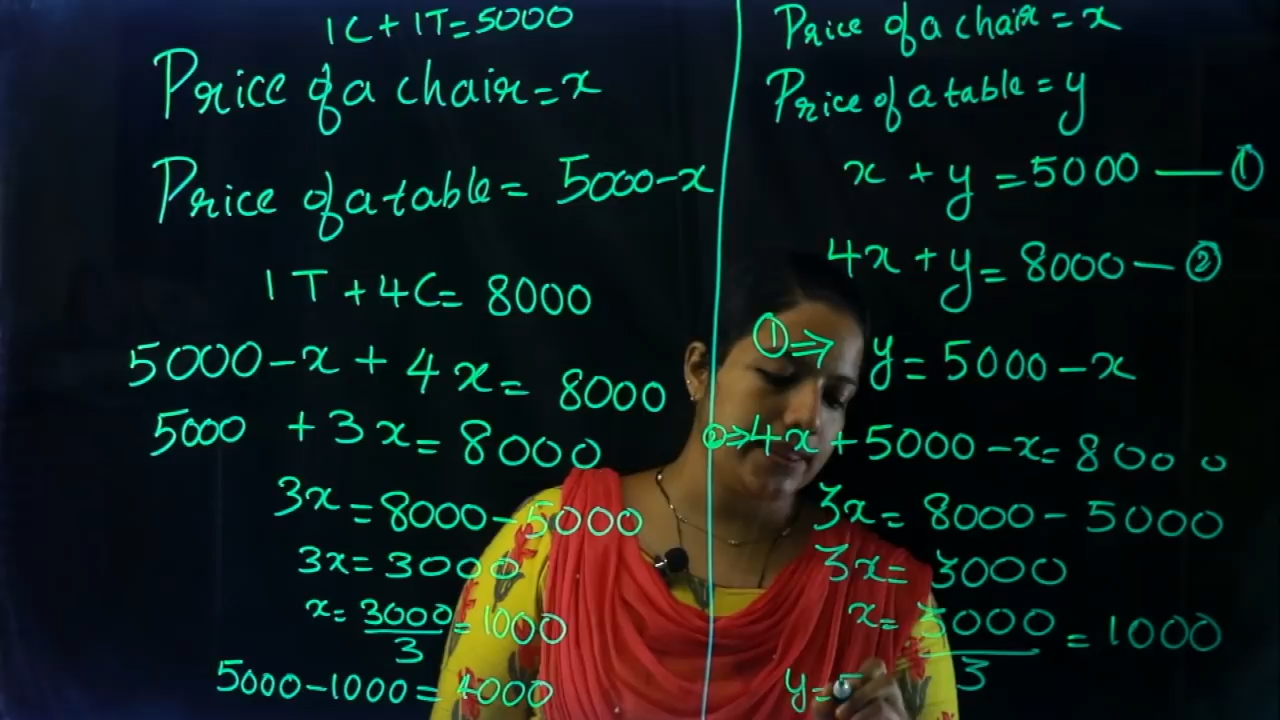 1C + 1T = 5000
Price of a chair = x
Price of a table = 5000 - x
1T + 4C = 8000
5000 - x + 4x = 8000
5000 + 3x = 8000
3x = 8000 - 5000
3x = 3000
x = 3000/3 = 1000
5000 - 1000 = 4000
Price of a chair = x
Price of a table = y
x + y = 5000 — ①
4x + y = 8000 — ②
① ⇒ y = 5000 - x
② ⇒ 4x + 5000 - x = 8000
3x = 8000 - 5000
3x = 3000
x = 3000/3 = 1000
y = 5